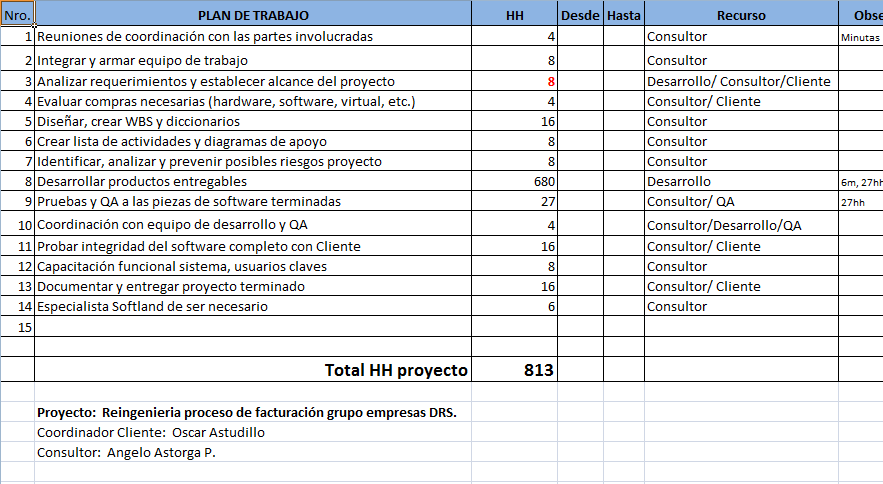 Nro. PLAN DE TRABAJO HH Desde Hasta Recurso Obse
1 Reuniones de coordinación con las partes involucradas 4 Consultor Minutas
2 Integrar y armar equipo de trabajo 8 Consultor
3 Analizar requerimientos y establecer alcance del proyecto 8 Desarrollo/ Consultor/Cliente
4 Evaluar compras necesarias (hardware, software, virtual, etc.) 4 Consultor/ Cliente
5 Diseñar, crear WBS y diccionarios 16 Consultor
6 Crear lista de actividades y diagramas de apoyo 8 Consultor
7 Identificar, analizar y prevenir posibles riesgos proyecto 8 Consultor
8 Desarrollar productos entregables 680 Desarrollo 6m, 27hh
9 Pruebas y QA a las piezas de software terminadas 27 Consultor/ QA 27hh
10 Coordinación con equipo de desarrollo y QA 4 Consultor/Desarrollo/QA
11 Probar integridad del software completo con Cliente 16 Consultor/ Cliente
12 Capacitación funcional sistema, usuarios claves 8 Consultor
13 Documentar y entregar proyecto terminado 16 Consultor/ Cliente
14 Especialista Softland de ser necesario 6 Consultor
15
Total HH proyecto 813
Proyecto: Reingenieria proceso de facturación grupo empresas DRS.
Coordinador Cliente: Oscar Astudillo
Consultor: Angelo Astorga P.